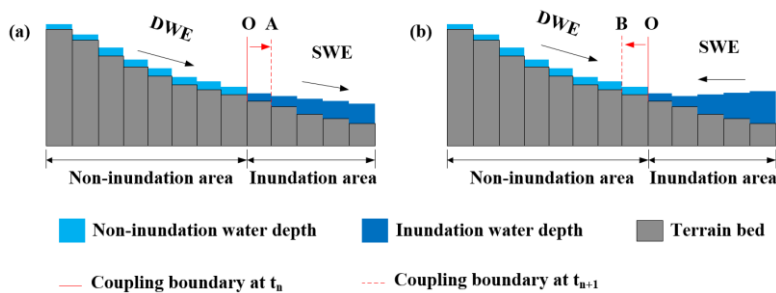 (a)
DWE
O A
SWE
Non-inundation area
Inundation area
(b)
DWE
B O
SWE
Non-inundation area
Inundation area
Non-inundation water depth
Inundation water depth
Terrain bed
Coupling boundary at tn
Coupling boundary at tn+1